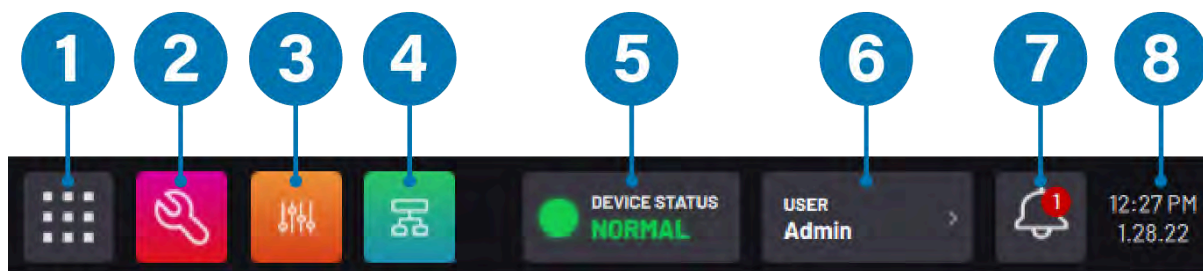 1 2 3 4 5 6 7 8
DEVICE STATUS
NORMAL
USER
Admin
1
12:27 PM
1.28.22